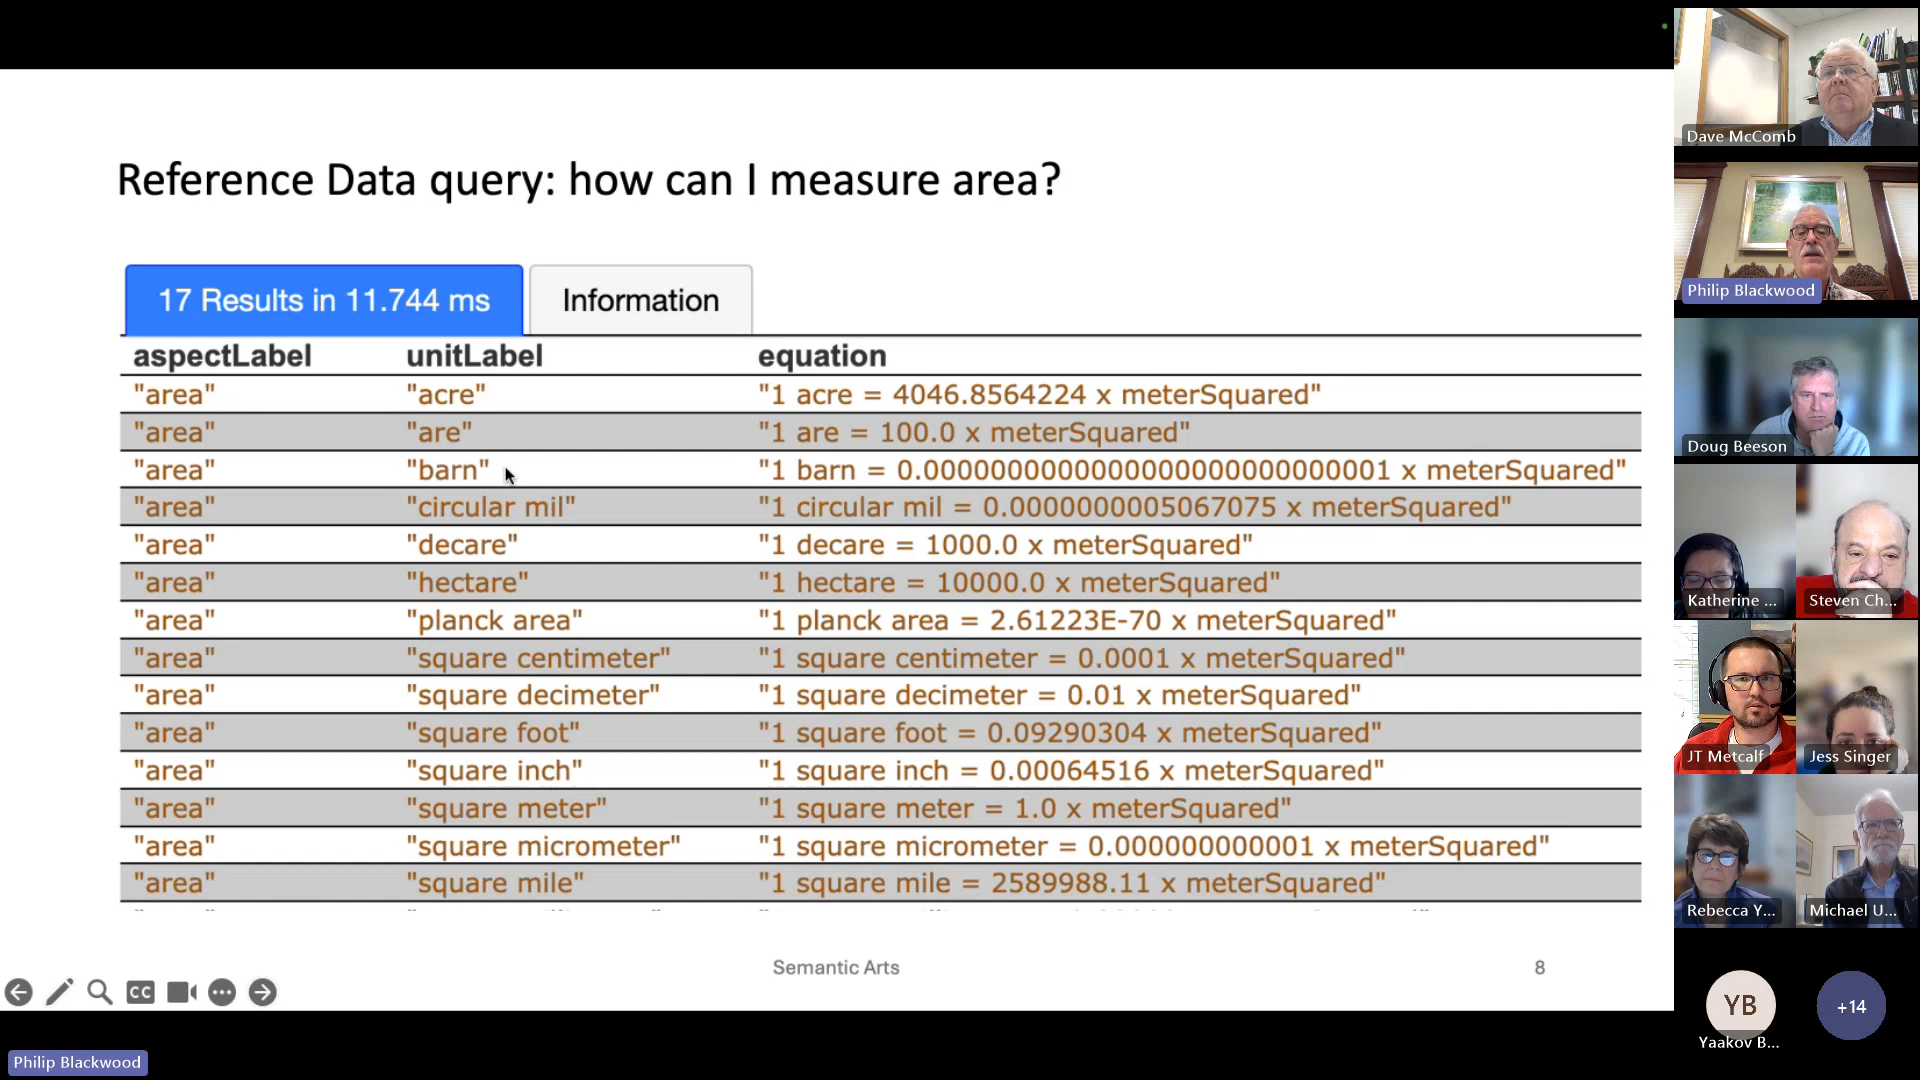 Reference Data query: how can I measure area?
17 Results in 11.744 ms
Information
aspectLabel unitLabel equation
"area" "acre" "1 acre = 4046.8564224 x meterSquared"
"area" "are" "1 are = 100.0 x meterSquared"
"area" "barn" "1 barn = 0.0000000000000000000000000001 x meterSquared"
"area" "circular mil" "1 circular mil = 0.0000000005067075 x meterSquared"
"area" "decare" "1 decare = 1000.0 x meterSquared"
"area" "hectare" "1 hectare = 10000.0 x meterSquared"
"area" "planck area" "1 planck area = 2.61223E-70 x meterSquared"
"area" "square centimeter" "1 square centimeter = 0.0001 x meterSquared"
"area" "square decimeter" "1 square decimeter = 0.01 x meterSquared"
"area" "square foot" "1 square foot = 0.09290304 x meterSquared"
"area" "square inch" "1 square inch = 0.00064516 x meterSquared"
"area" "square meter" "1 square meter = 1.0 x meterSquared"
"area" "square micrometer" "1 square micrometer = 0.000000000001 x meterSquared"
"area" "square mile" "1 square mile = 2589988.11 x meterSquared"
Semantic Arts
8
CC
Philip Blackwood
Dave McComb
Philip Blackwood
Doug Beeson
Katherine ...
Steven Ch...
JT Metcalf
Jess Singer
Rebecca Y...
Michael U...
YB
+14
Yaakov B...